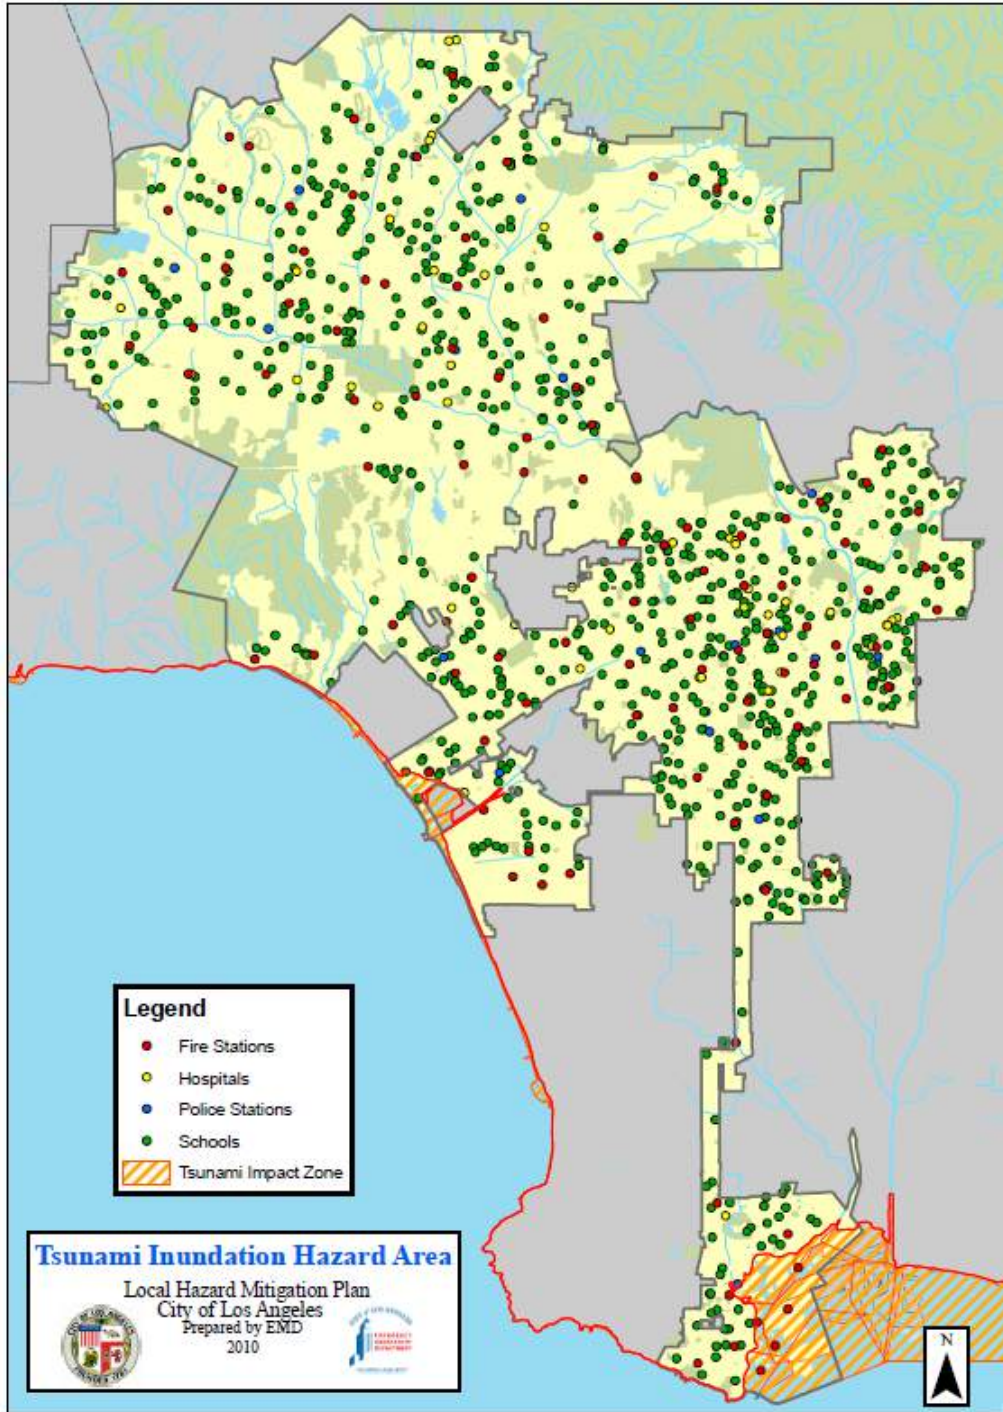 Legend
Fire Stations
Hospitals
Police Stations
Schools
Tsunami Impact Zone
Tsunami Inundation Hazard Area
Local Hazard Mitigation Plan
City of Los Angeles
Prepared by EMD
2010
N